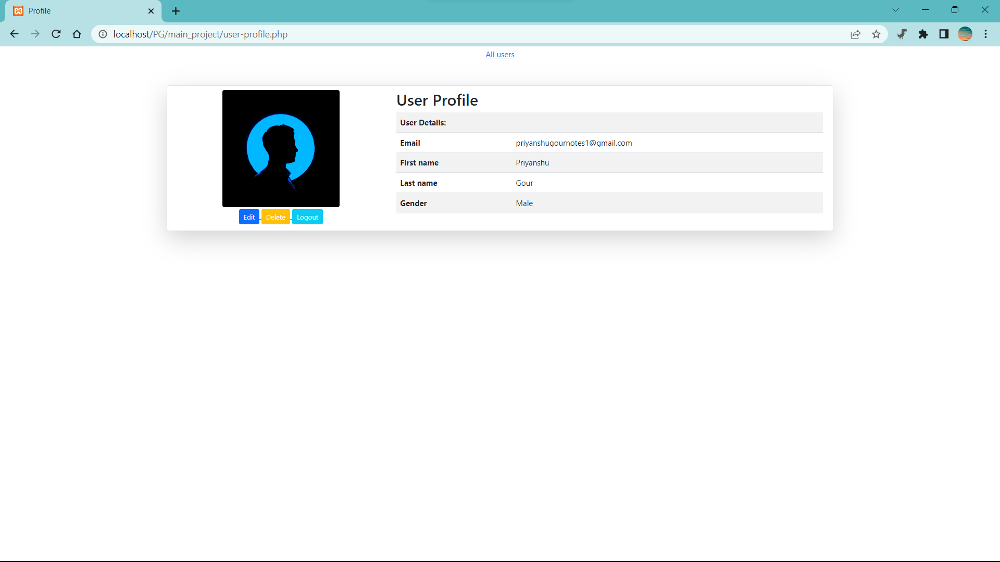 Profile
localhost/PG/main_project/user-profile.php
All users
User Profile
User Details:
Email priyanshugournotes1@gmail.com
First name Priyanshu
Last name Gour
Gender Male
Edit Delete Logout